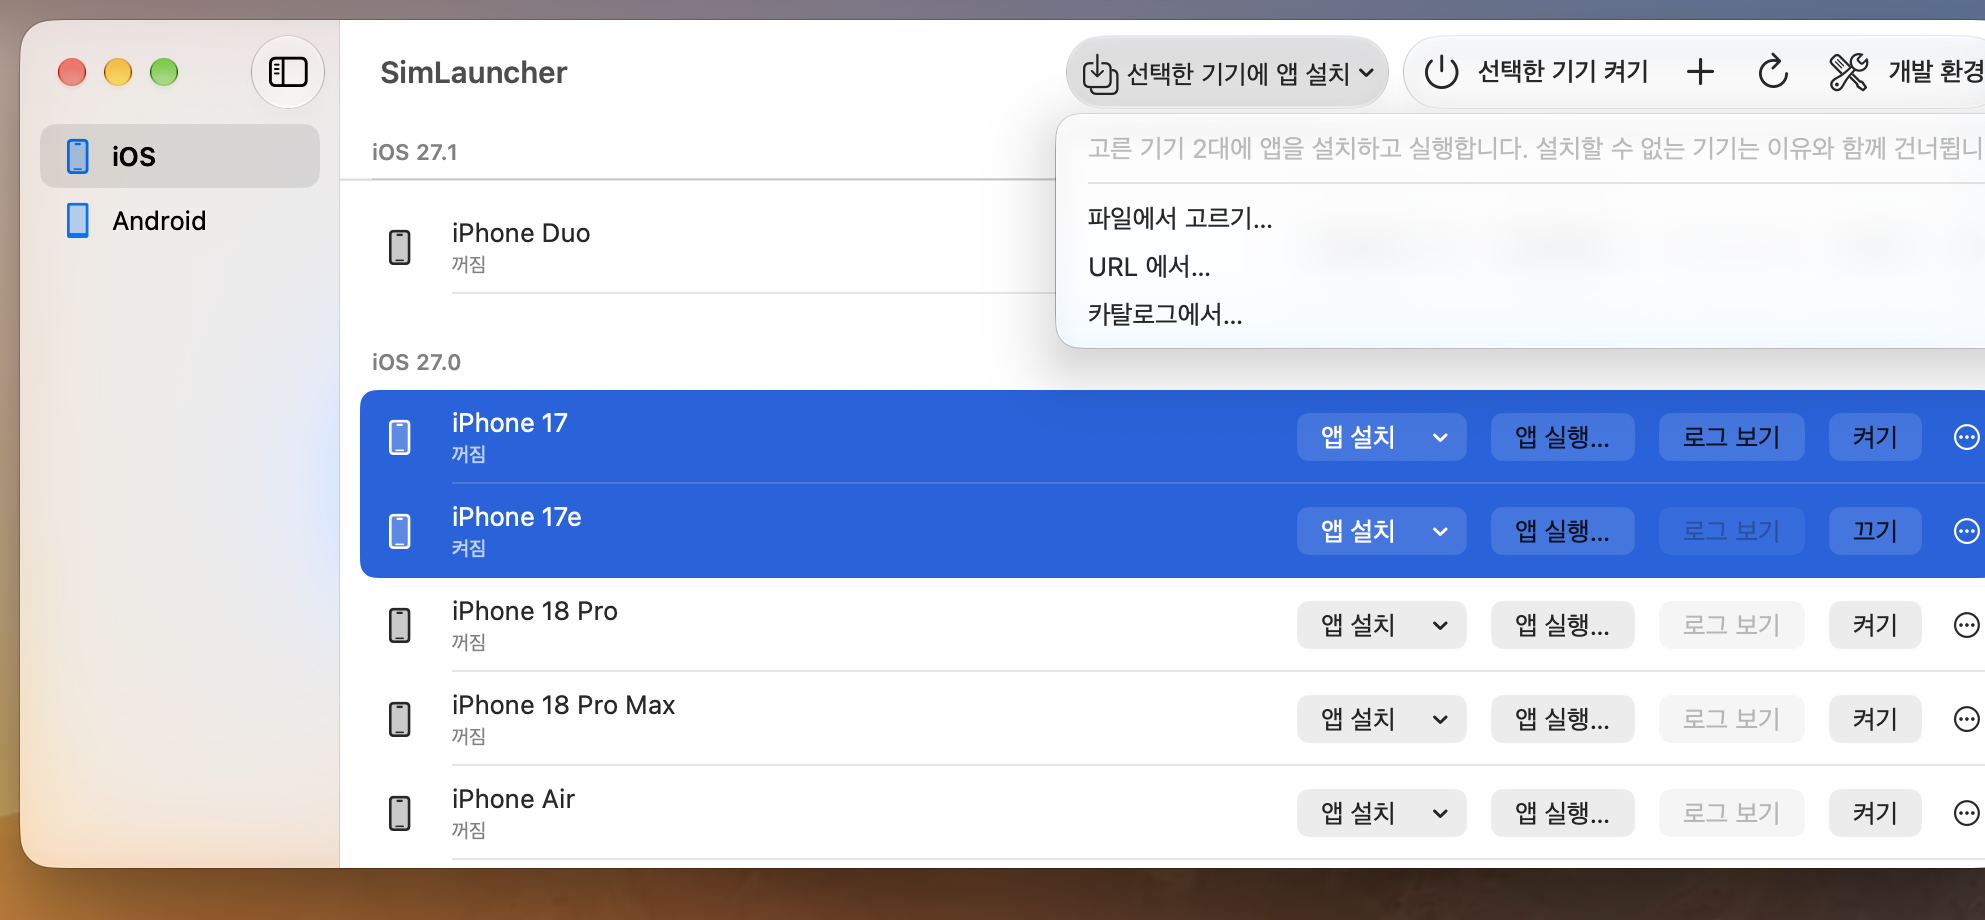 SimLauncher
선택한 기기에 앱 설치
선택한 기기 켜기
개발 환경
iOS
Android
iOS 27.1
고른 기기 2대에 앱을 설치하고 실행합니다. 설치할 수 없는 기기는 이유와 함께 건너뜁니
파일에서 고르기...
URL 에서...
카탈로그에서...
iPhone Duo
꺼짐
iOS 27.0
iPhone 17
꺼짐
앱 설치
앱 실행...
로그 보기
켜기
iPhone 17e
켜짐
앱 설치
앱 실행...
로그 보기
끄기
iPhone 18 Pro
꺼짐
앱 설치
앱 실행...
로그 보기
켜기
iPhone 18 Pro Max
꺼짐
앱 설치
앱 실행...
로그 보기
켜기
iPhone Air
꺼짐
앱 설치
앱 실행...
로그 보기
켜기